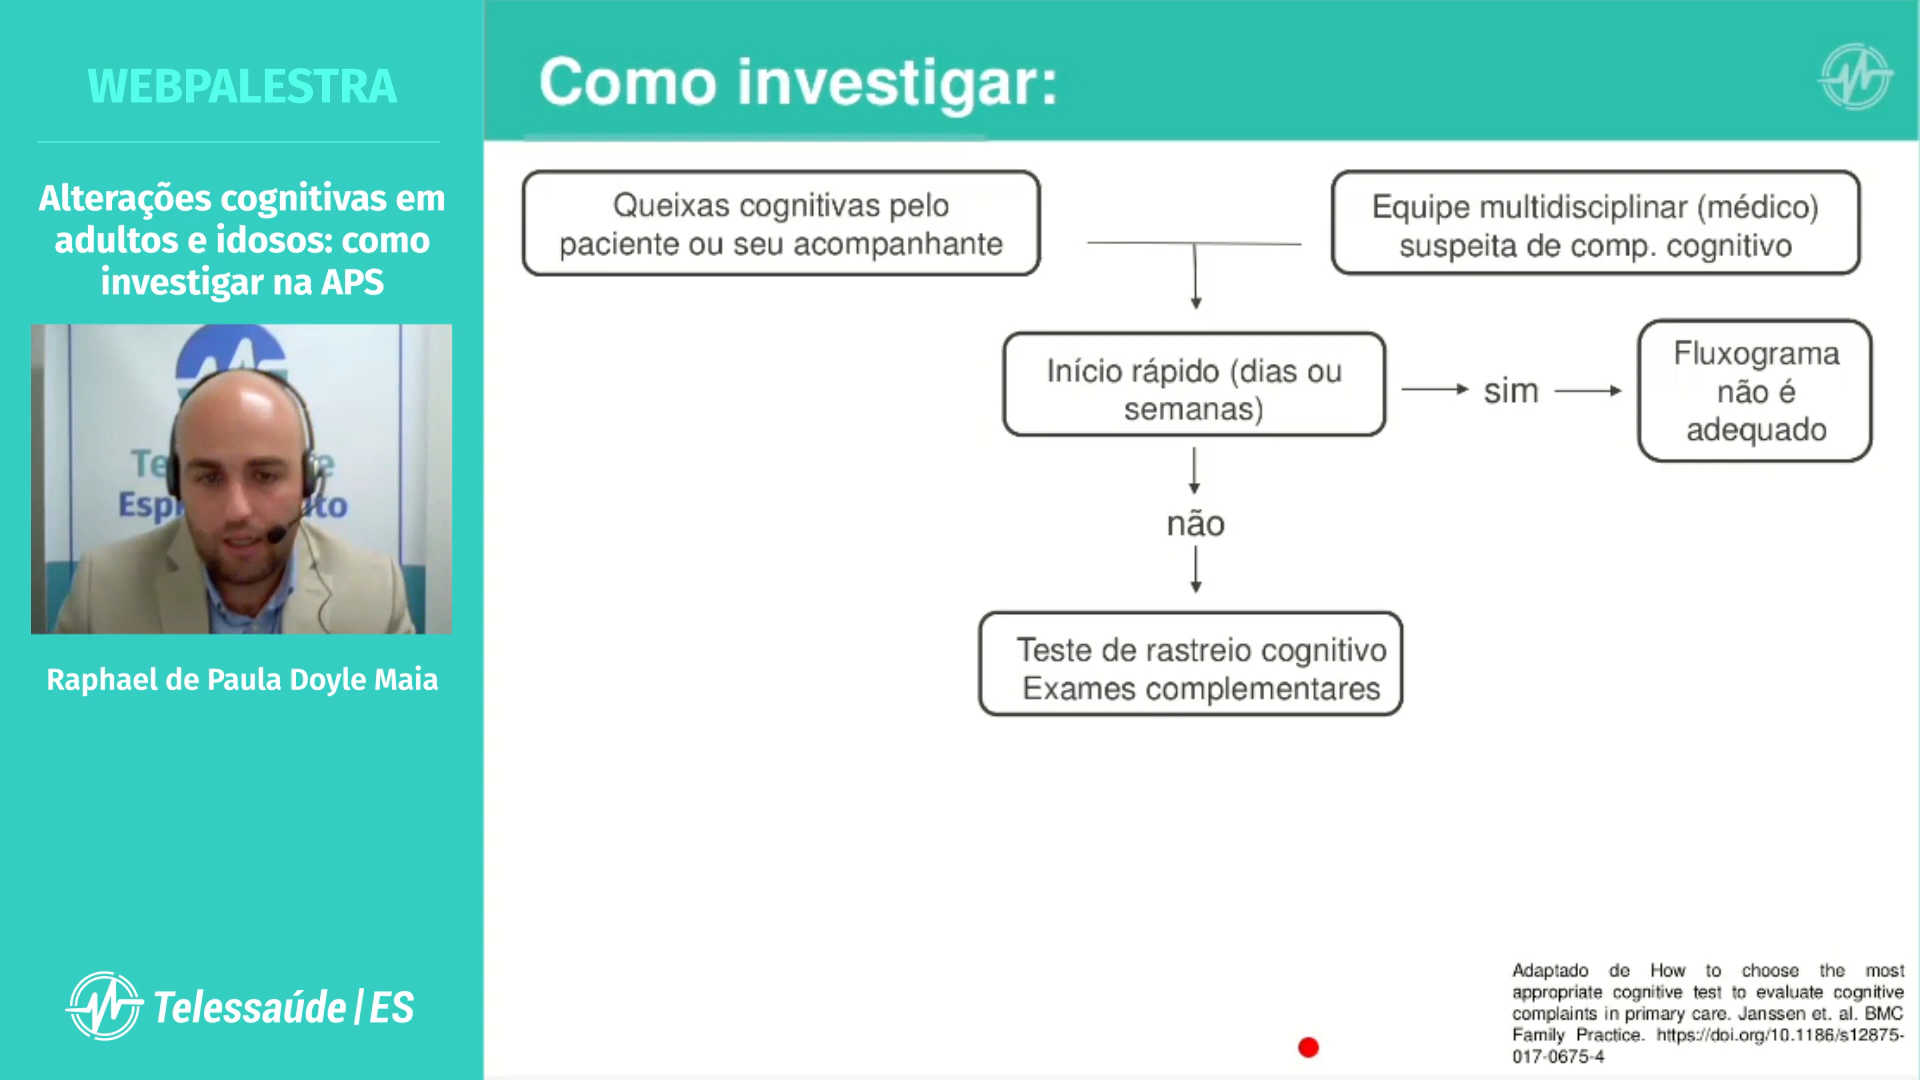 WEBPALESTRA
Alterações cognitivas em
adultos e idosos: como
investigar na APS
Raphael de Paula Doyle Maia
Telessaúde|ES
Como investigar:
Queixas cognitivas pelo
paciente ou seu acompanhante
Equipe multidisciplinar (médico)
suspeita de comp. cognitivo
Início rápido (dias ou
semanas)
sim
Fluxograma
não é
adequado
não
Teste de rastreio cognitivo
Exames complementares
Adaptado de How to choose the most
appropriate cognitive test to evaluate cognitive
complaints in primary care. Janssen et. al. BMC
Family Practice. https://doi.org/10.1186/s12875-
017-0675-4